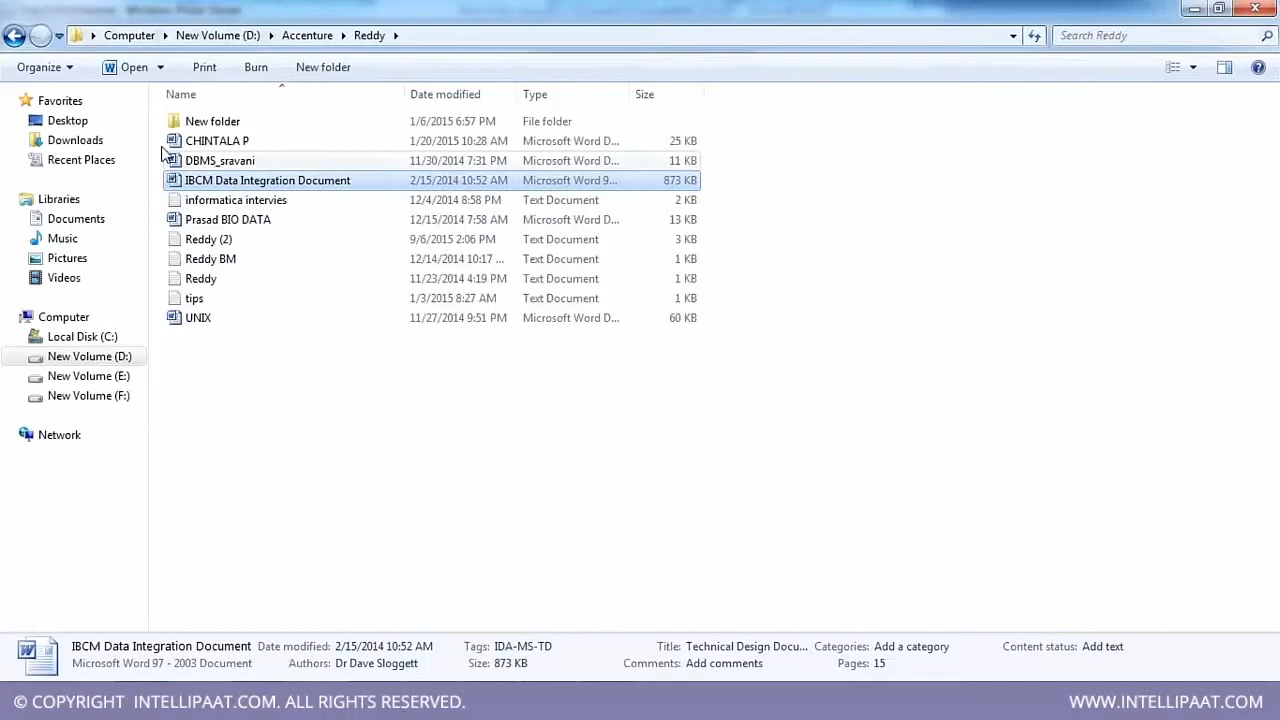 Computer New Volume (D:) Accenture Reddy Search Reddy
Organize Open Print Burn New folder
Name Date modified Type Size
Favorites
Desktop
Downloads
Recent Places
Libraries
Documents
Music
Pictures
Videos
Computer
Local Disk (C:)
New Volume (D:)
New Volume (E:)
New Volume (F:)
Network
New folder 1/6/2015 6:57 PM File folder
CHINTALA P 1/20/2015 10:28 AM Microsoft Word D... 25 KB
DBMS_sravani 11/30/2014 7:31 PM Microsoft Word D... 11 KB
IBCM Data Integration Document 2/15/2014 10:52 AM Microsoft Word 9... 873 KB
informatica intervies 12/4/2014 8:58 PM Text Document 2 KB
Prasad BIO DATA 12/15/2014 7:58 AM Microsoft Word D... 13 KB
Reddy (2) 9/6/2015 2:06 PM Text Document 3 KB
Reddy BM 12/14/2014 10:17 ... Text Document 1 KB
Reddy 11/23/2014 4:19 PM Text Document 1 KB
tips 1/3/2015 8:27 AM Text Document 1 KB
UNIX 11/27/2014 9:51 PM Microsoft Word D... 60 KB
IBCM Data Integration Document Date modified: 2/15/2014 10:52 AM Tags: IDA-MS-TD Title: Technical Design Docu... Categories: Add a category Content status: Add text
Microsoft Word 97 - 2003 Document Authors: Dr Dave Sloggett Size: 873 KB Comments: Add comments Pages: 15
© COPYRIGHT INTELLIPAAT.COM. ALL RIGHTS RESERVED. WWW.INTELLIPAAT.COM